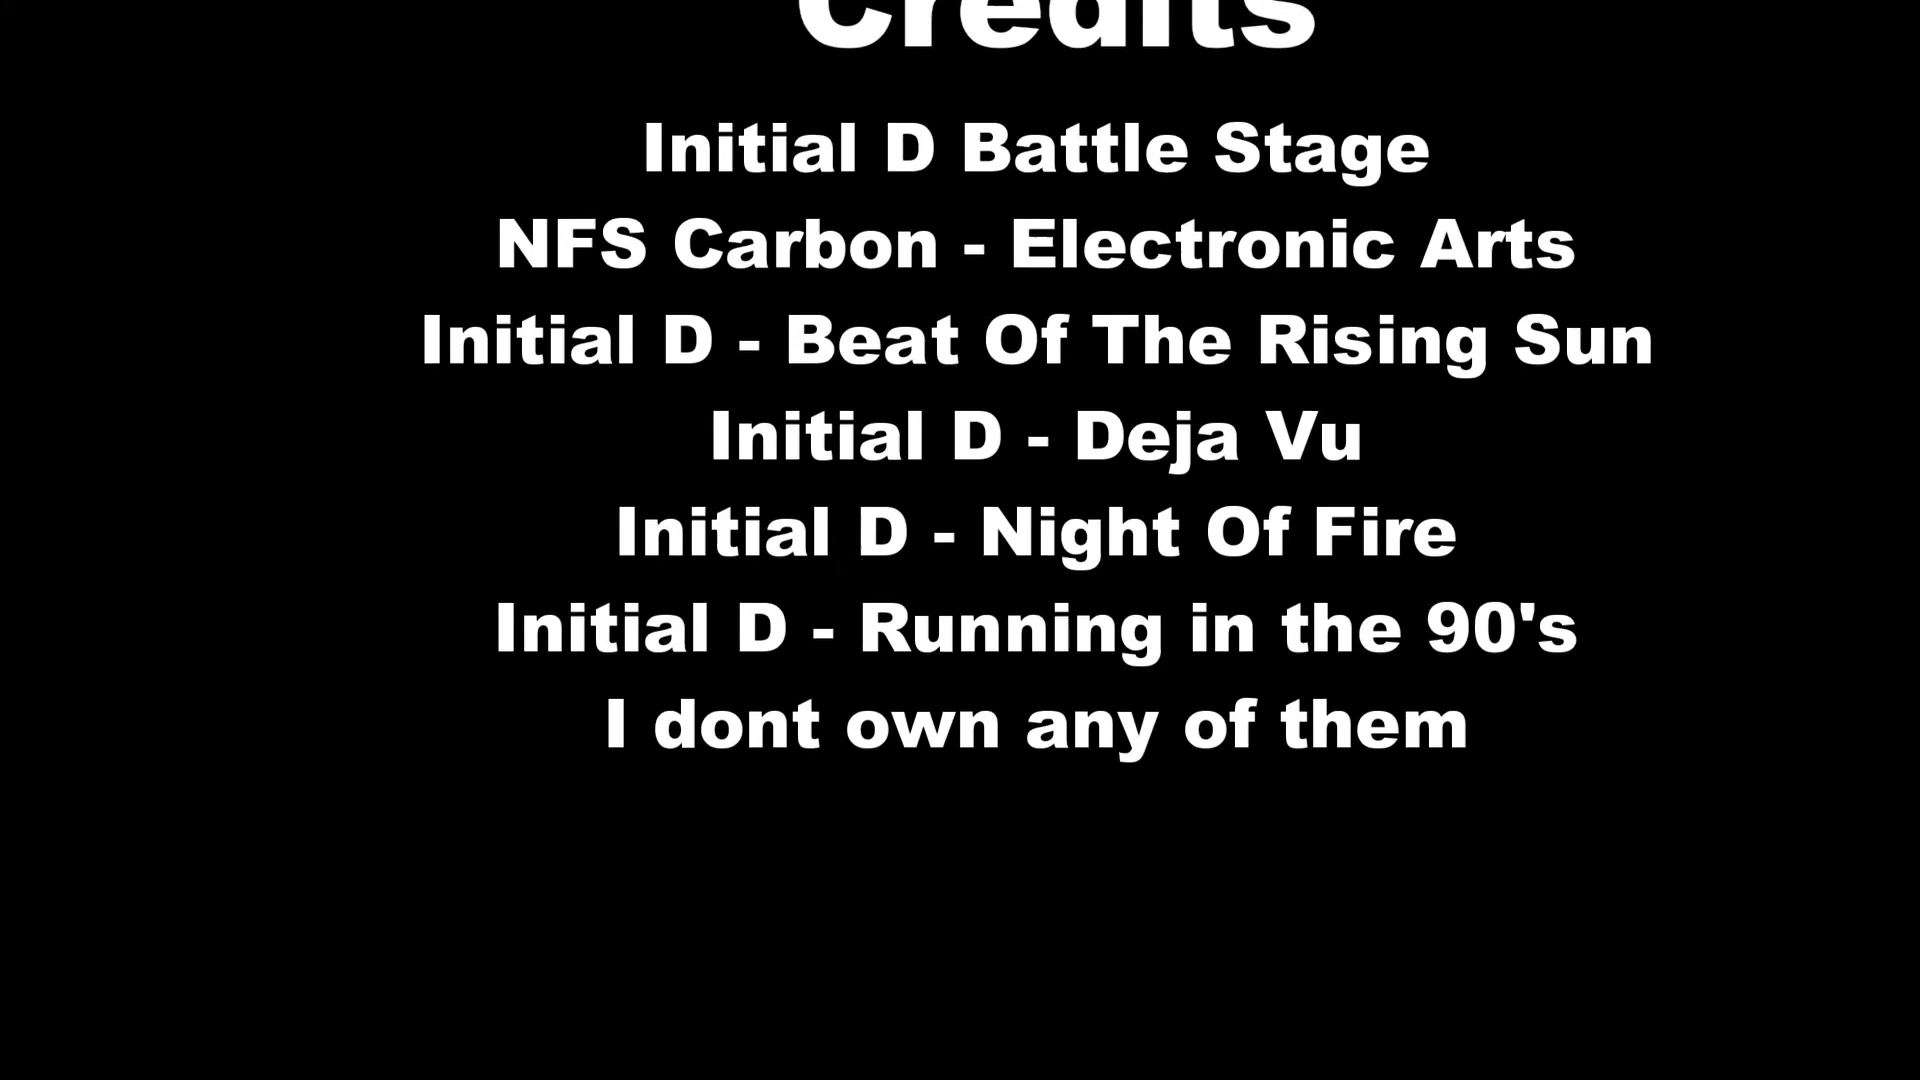 Credits
Initial D Battle Stage
NFS Carbon - Electronic Arts
Initial D - Beat Of The Rising Sun
Initial D - Deja Vu
Initial D - Night Of Fire
Initial D - Running in the 90's
I dont own any of them